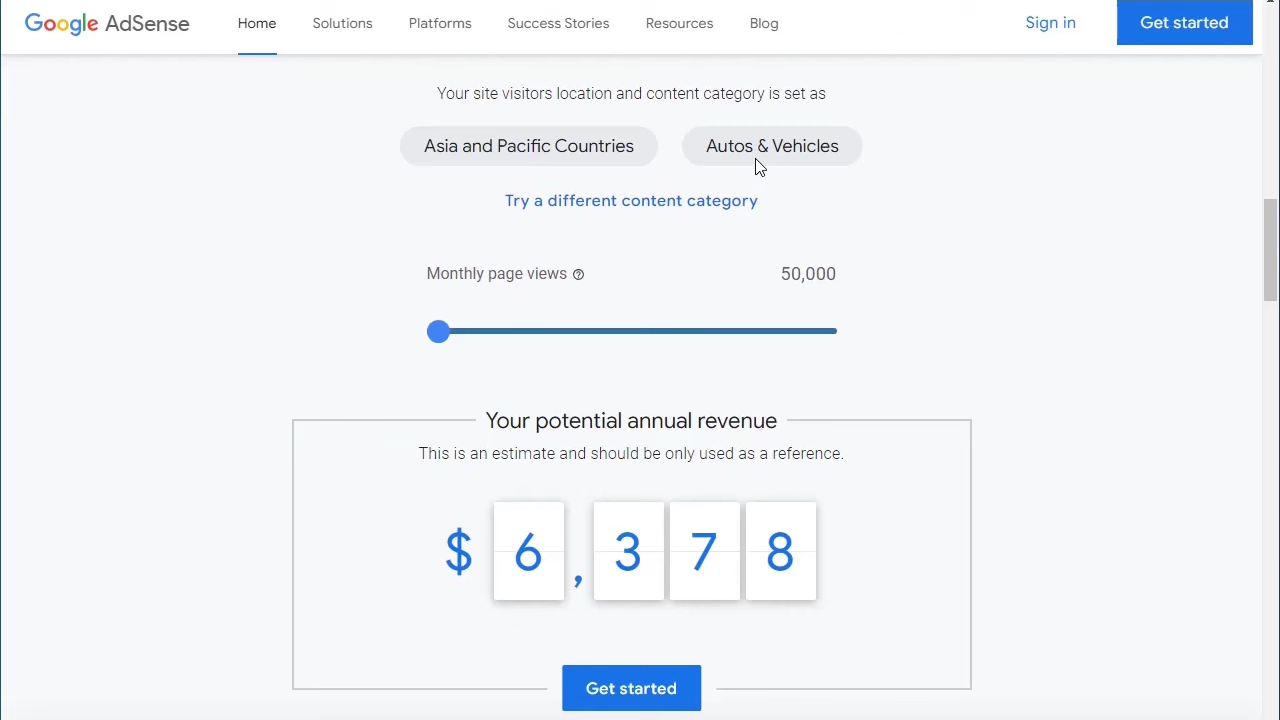 Google AdSense Home Solutions Platforms Success Stories Resources Blog Sign in Get started
Your site visitors location and content category is set as
Asia and Pacific Countries Autos & Vehicles
Try a different content category
Monthly page views 50,000
Your potential annual revenue
This is an estimate and should be only used as a reference.
$ 6,378
Get started